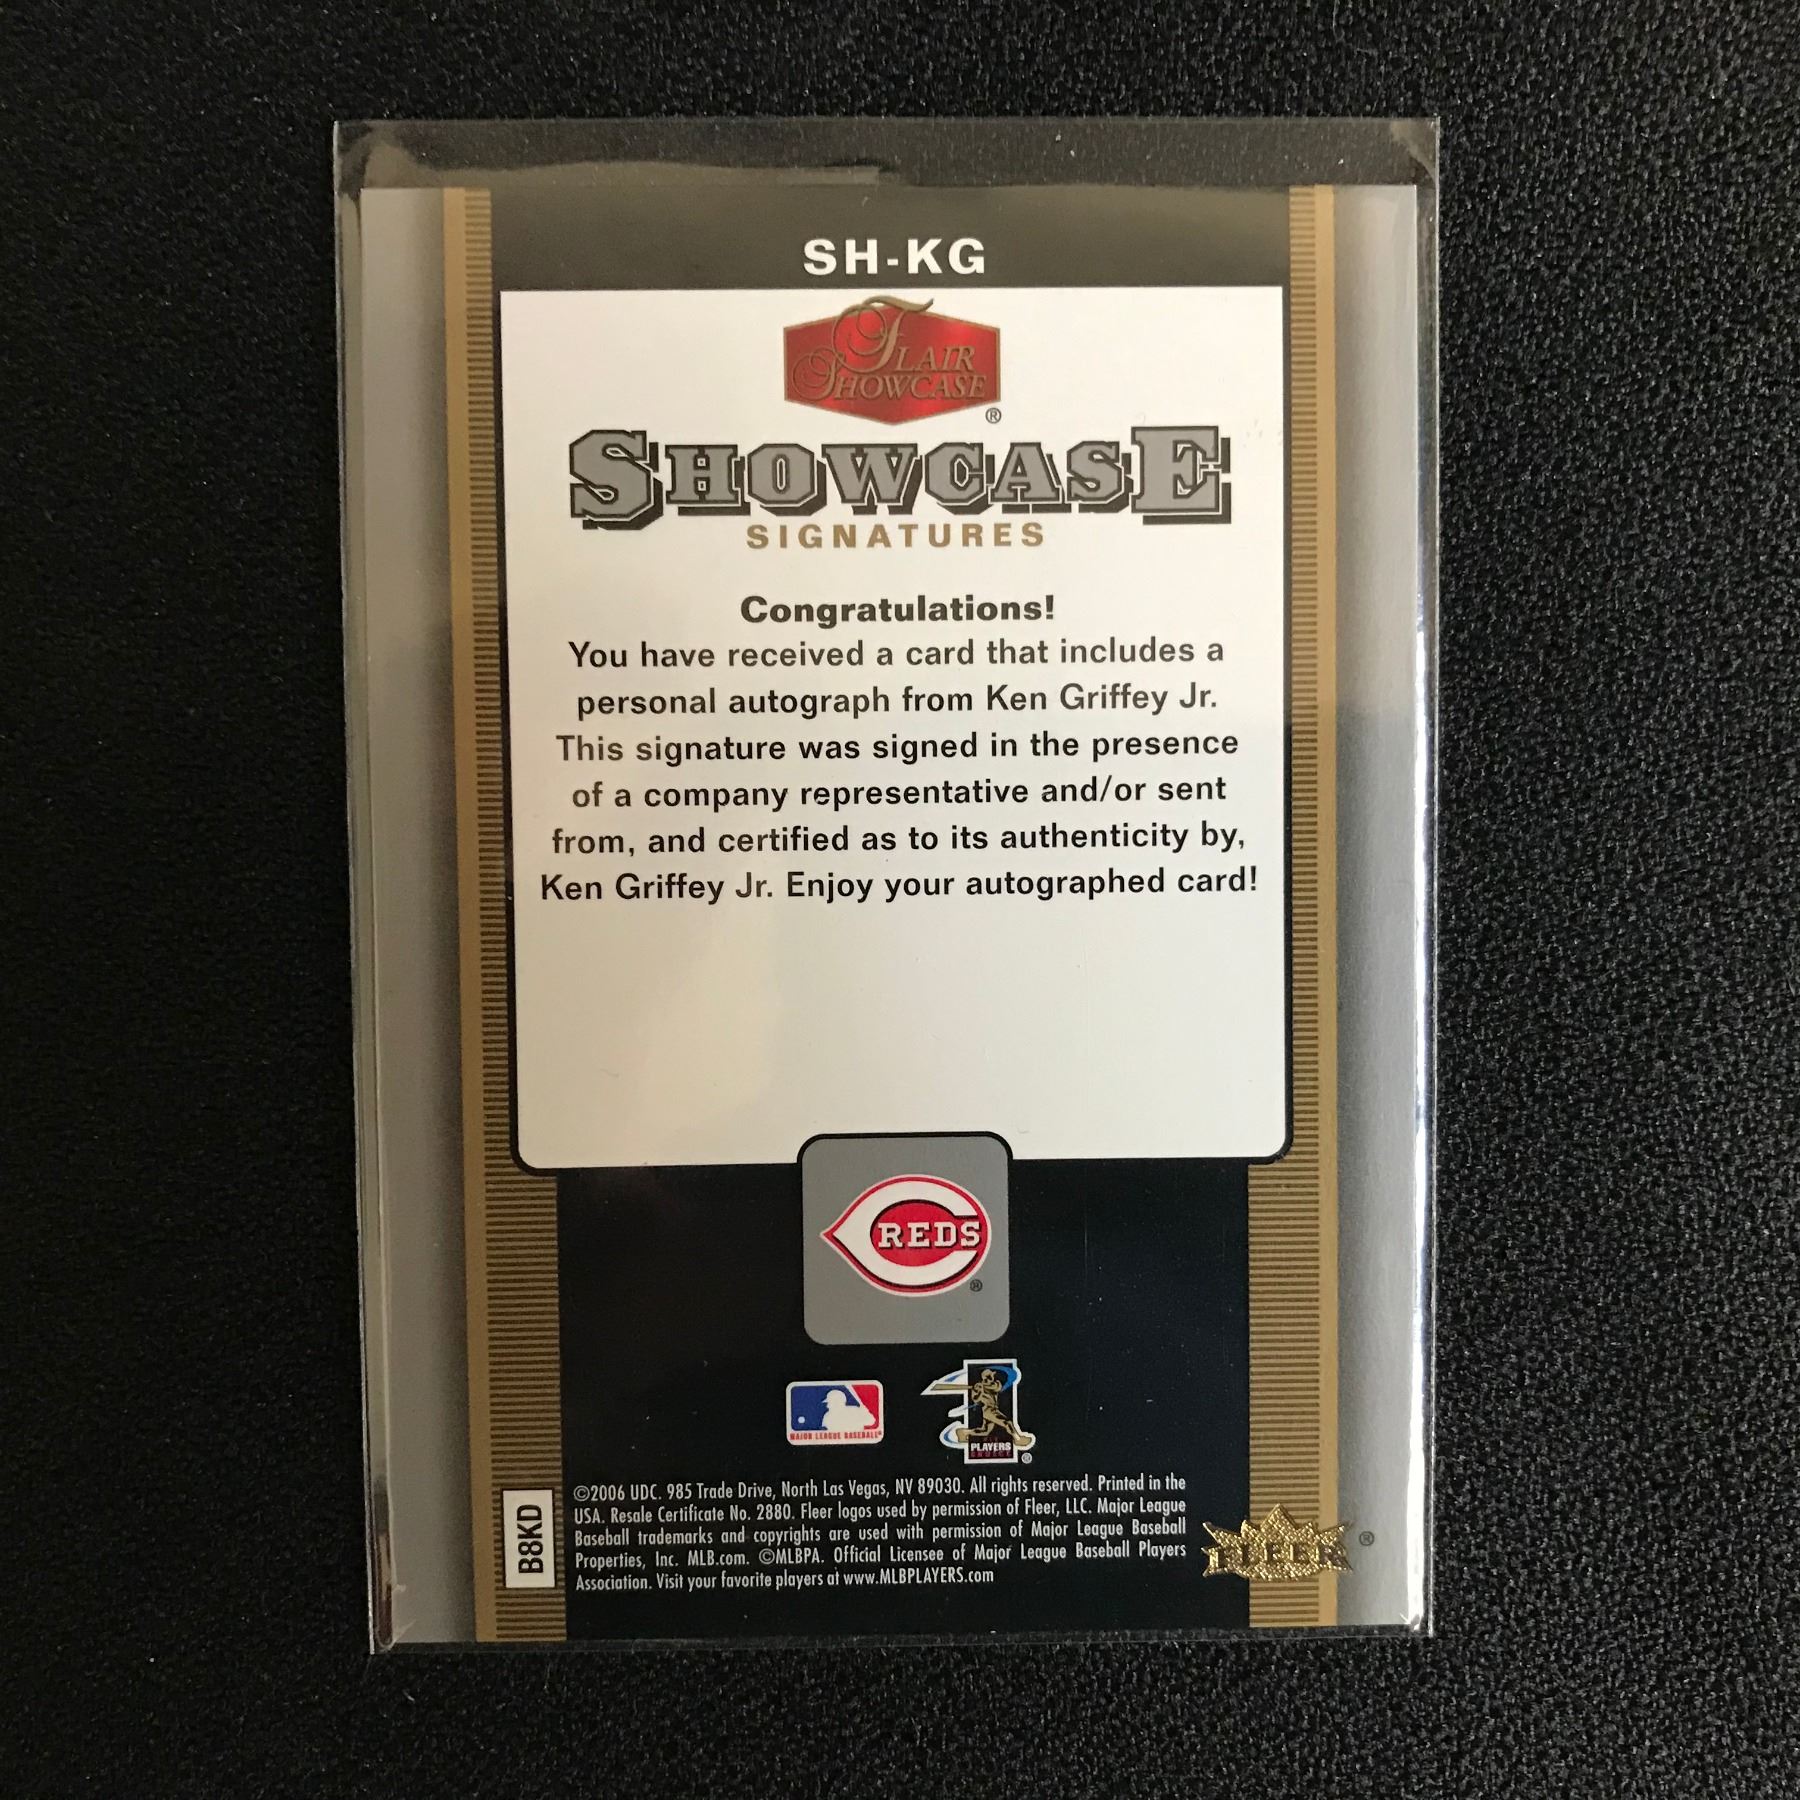 SH-KG
FLAIR
SHOWCASE
®
SHOWCASE
SIGNATURES
Congratulations!
You have received a card that includes a
personal autograph from Ken Griffey Jr.
This signature was signed in the presence
of a company representative and/or sent
from, and certified as to its authenticity by,
Ken Griffey Jr. Enjoy your autographed card!
REDS
®
MAJOR LEAGUE BASEBALL®
PLAYERS
®
©2006 UDC. 985 Trade Drive, North Las Vegas, NV 89030. All rights reserved. Printed in the
USA. Resale Certificate No. 2880. Fleer logos used by permission of Fleer, LLC. Major League
Baseball trademarks and copyrights are used with permission of Major League Baseball
Properties, Inc. MLB.com. ©MLBPA. Official Licensee of Major League Baseball Players
Association. Visit your favorite players at www.MLBPLAYERS.com
B8KD
FLEER ®